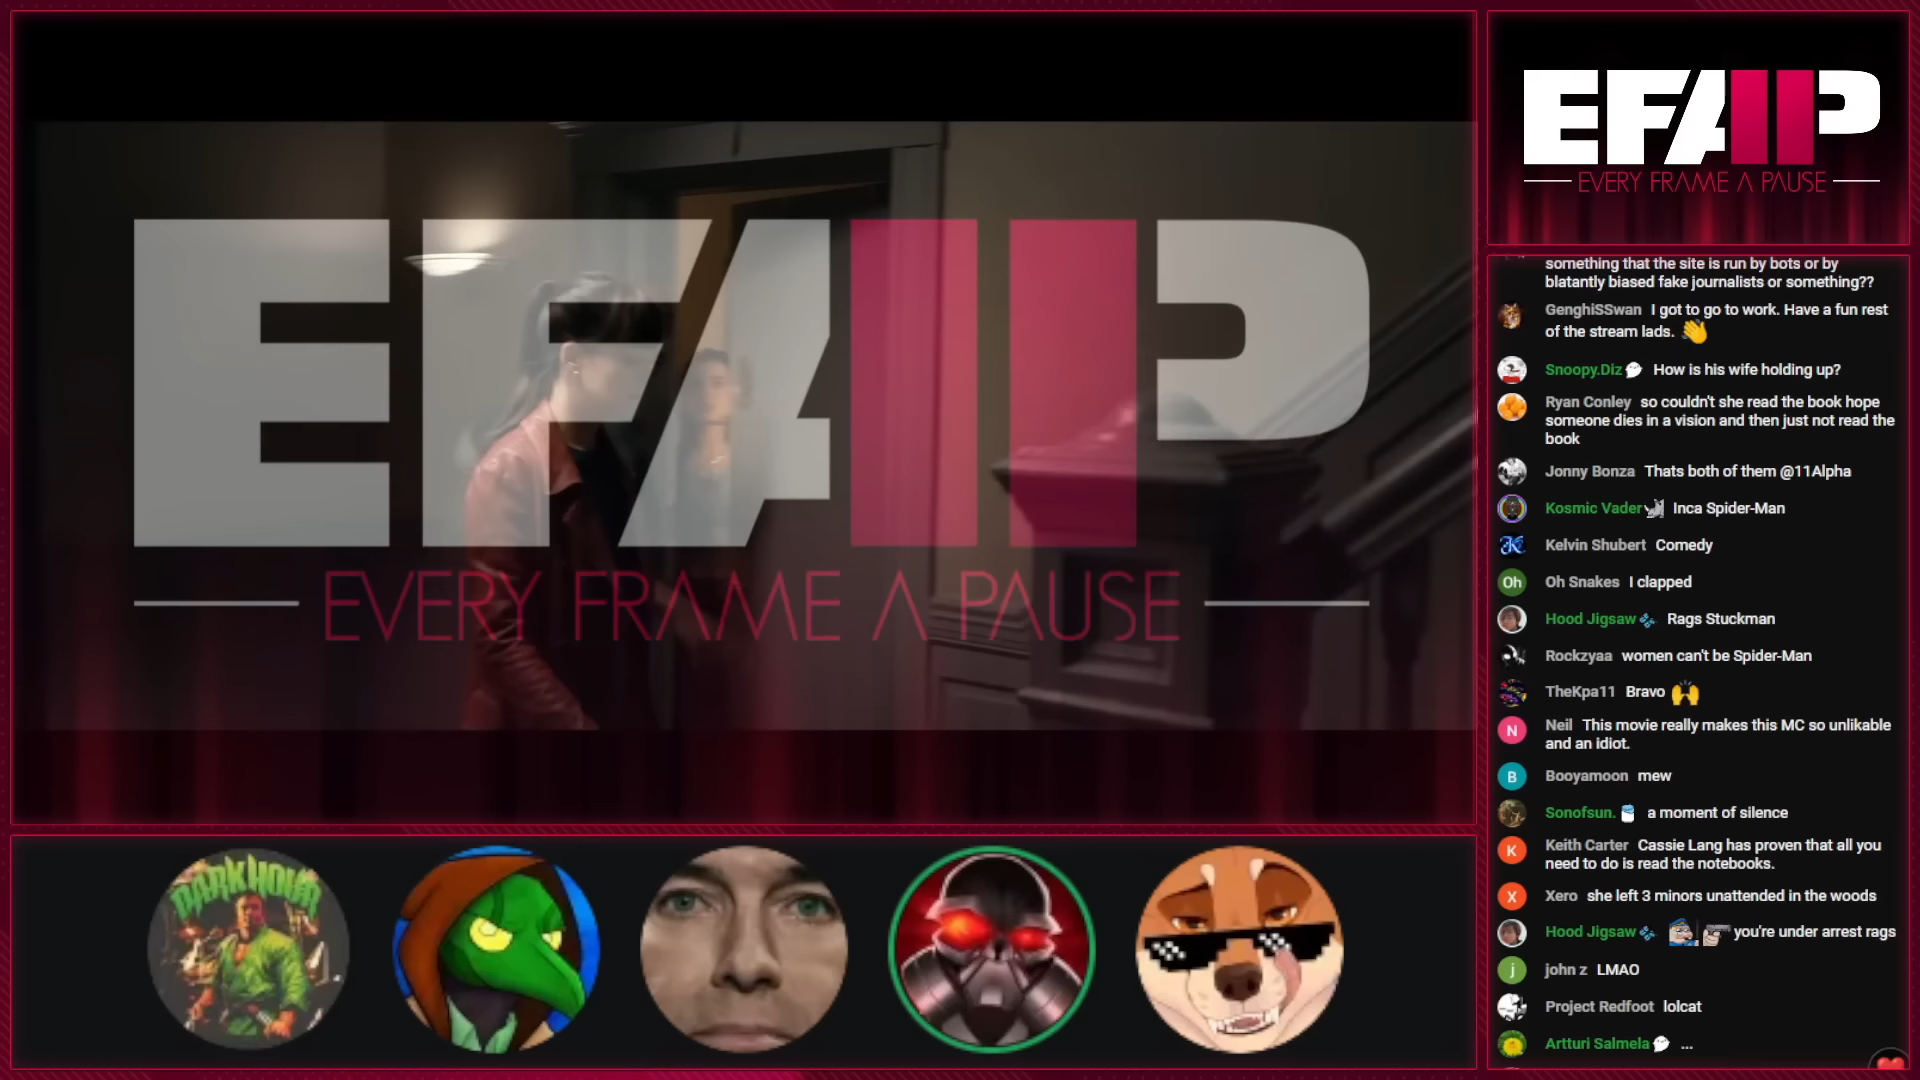 EFAP
EVERY FRAME A PAUSE
DARK HOUR
EFAP
EVERY FRAME A PAUSE
something that the site is run by bots or by
blatantly biased fake journalists or something??
GenghiSSwan I got to go to work. Have a fun rest
of the stream lads. 👋
Snoopy.Diz How is his wife holding up?
Ryan Conley so couldn't she read the book hope
someone dies in a vision and then just not read the
book
Jonny Bonza Thats both of them @11Alpha
Kosmic Vader Inca Spider-Man
Kelvin Shubert Comedy
Oh Oh Snakes I clapped
Hood Jigsaw Rags Stuckman
Rockzyaa women can't be Spider-Man
TheKpa11 Bravo 🙌
N Neil This movie really makes this MC so unlikable
and an idiot.
B Booyamoon mew
Sonofsun. a moment of silence
K Keith Carter Cassie Lang has proven that all you
need to do is read the notebooks.
X Xero she left 3 minors unattended in the woods
Hood Jigsaw you're under arrest rags
j john z LMAO
Project Redfoot lolcat
Artturi Salmela ...